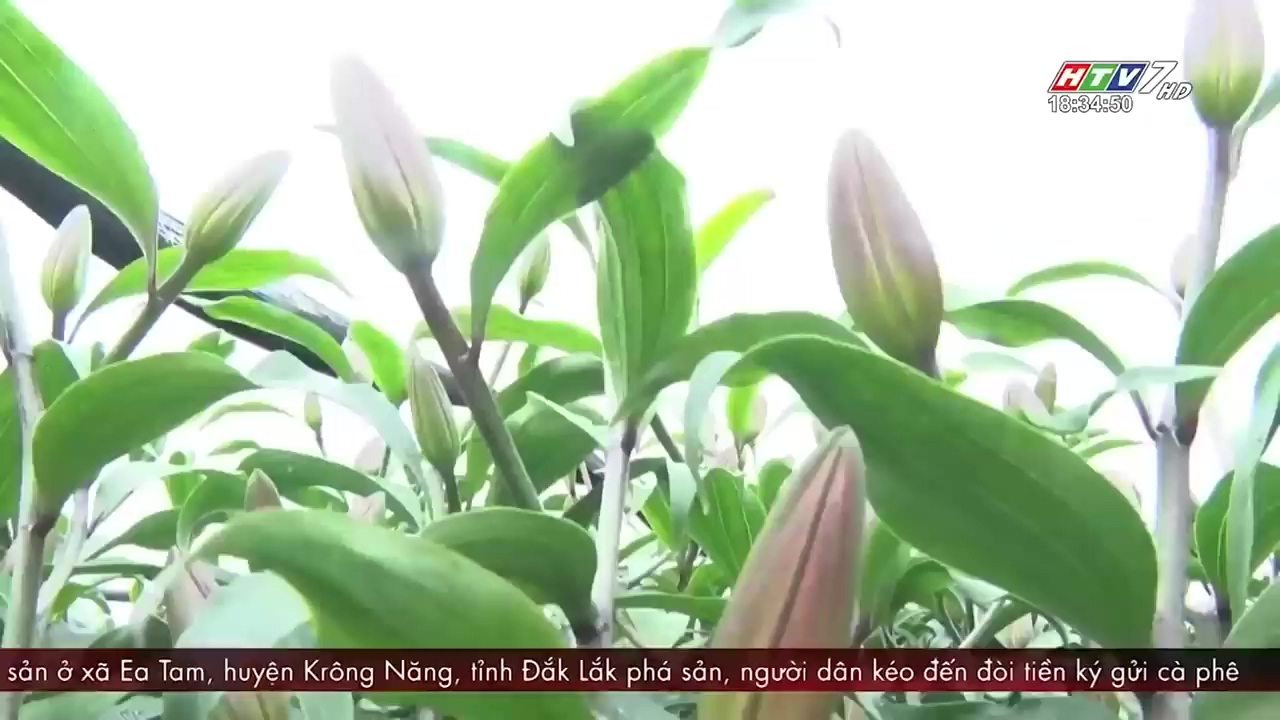 HTV7 HD
18:34:50
sản ở xã Ea Tam, huyện Krông Năng, tỉnh Đắk Lắk phá sản, người dân kéo đến đòi tiền ký gửi cà phê